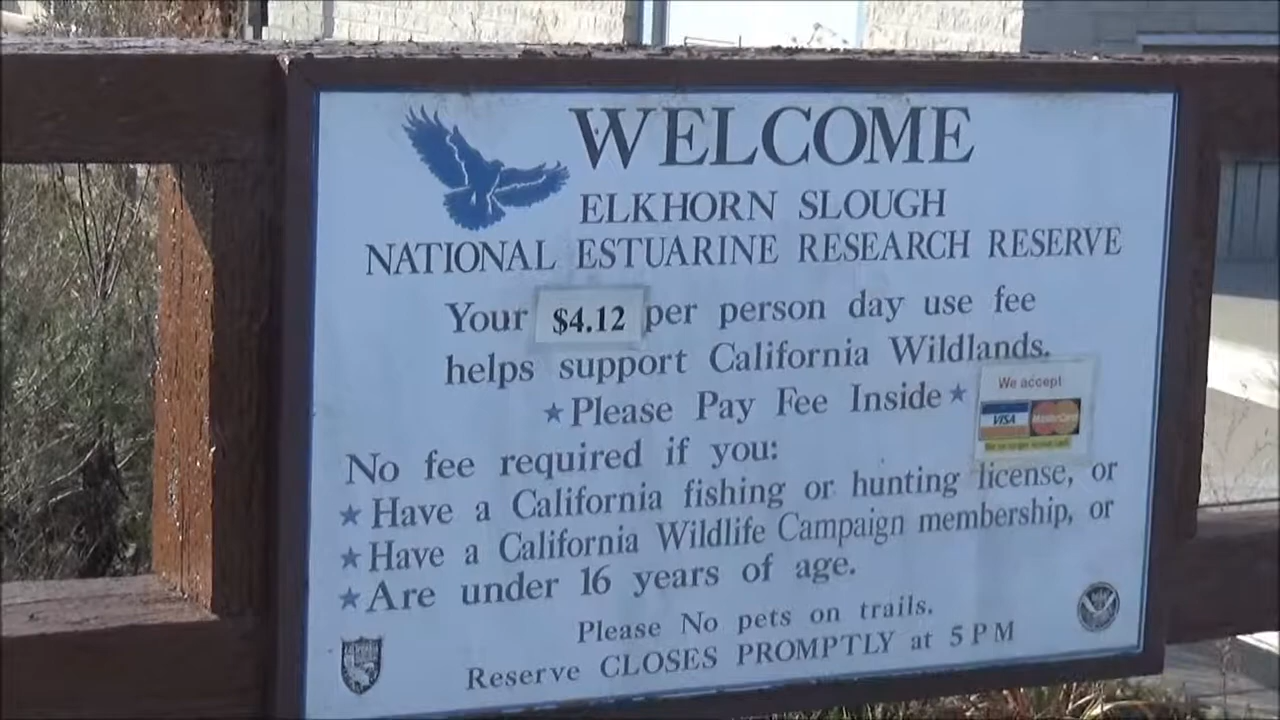 WELCOME
ELKHORN SLOUGH
NATIONAL ESTUARINE RESEARCH RESERVE
Your $4.12 per person day use fee
helps support California Wildlands.
★ Please Pay Fee Inside ★
We accept
VISA MasterCard
No fee required if you:
★ Have a California fishing or hunting license, or
★ Have a California Wildlife Campaign membership, or
★ Are under 16 years of age.
Please No pets on trails.
Reserve CLOSES PROMPTLY at 5 PM